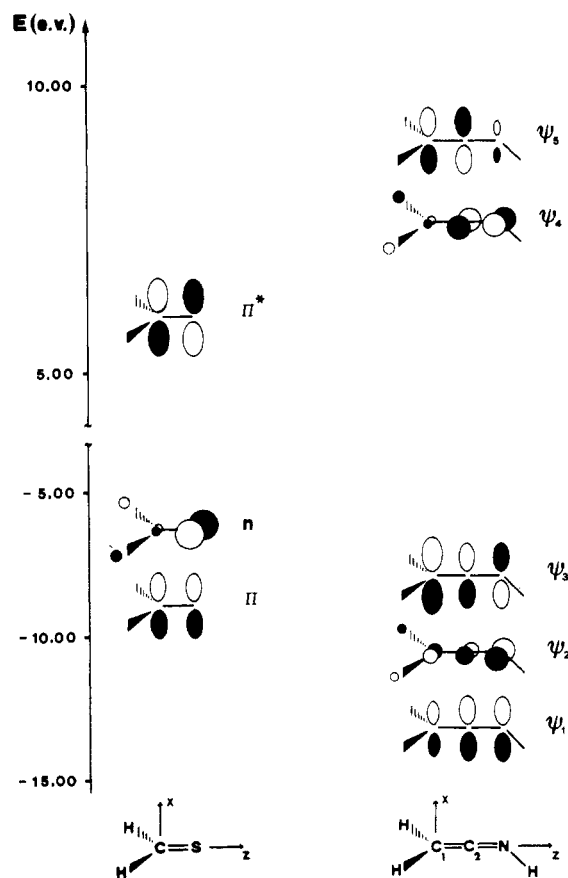 E (e.v.)
10.00
ψ5
ψ4
Π*
5.00
-5.00
n
ψ3
Π
-10.00
ψ2
ψ1
-15.00
x
x
H
C=S
z
H
H
C1=C2=N
z
H
H